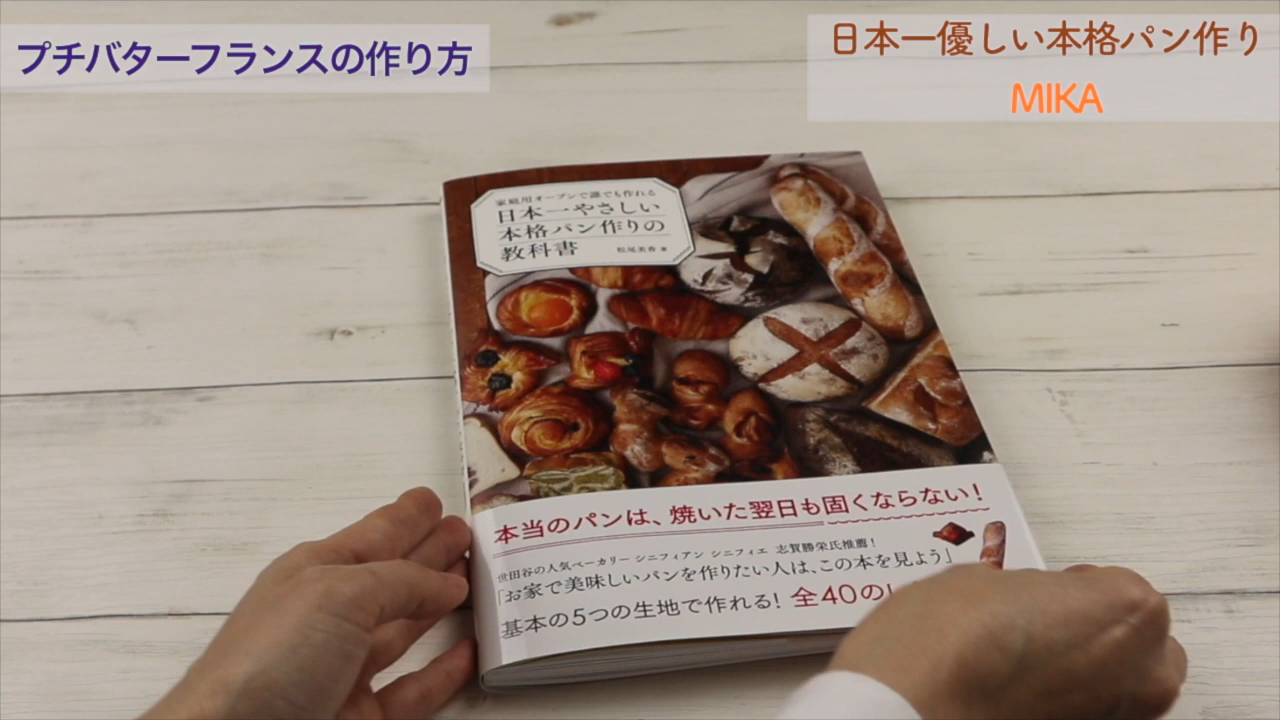 プチバターフランスの作り方
日本一優しい本格パン作り
MIKA
家庭用オーブンで誰でも作れる
日本一やさしい
本格パン作りの
教科書
松尾美香 著
本当のパンは、焼いた翌日も固くならない！
世田谷の人気ベーカリー シニフィアン シニフィエ 志賀勝栄氏推薦！
「お家で美味しいパンを作りたい人は、この本を見よう」
基本の5つの生地で作れる！ 全40の